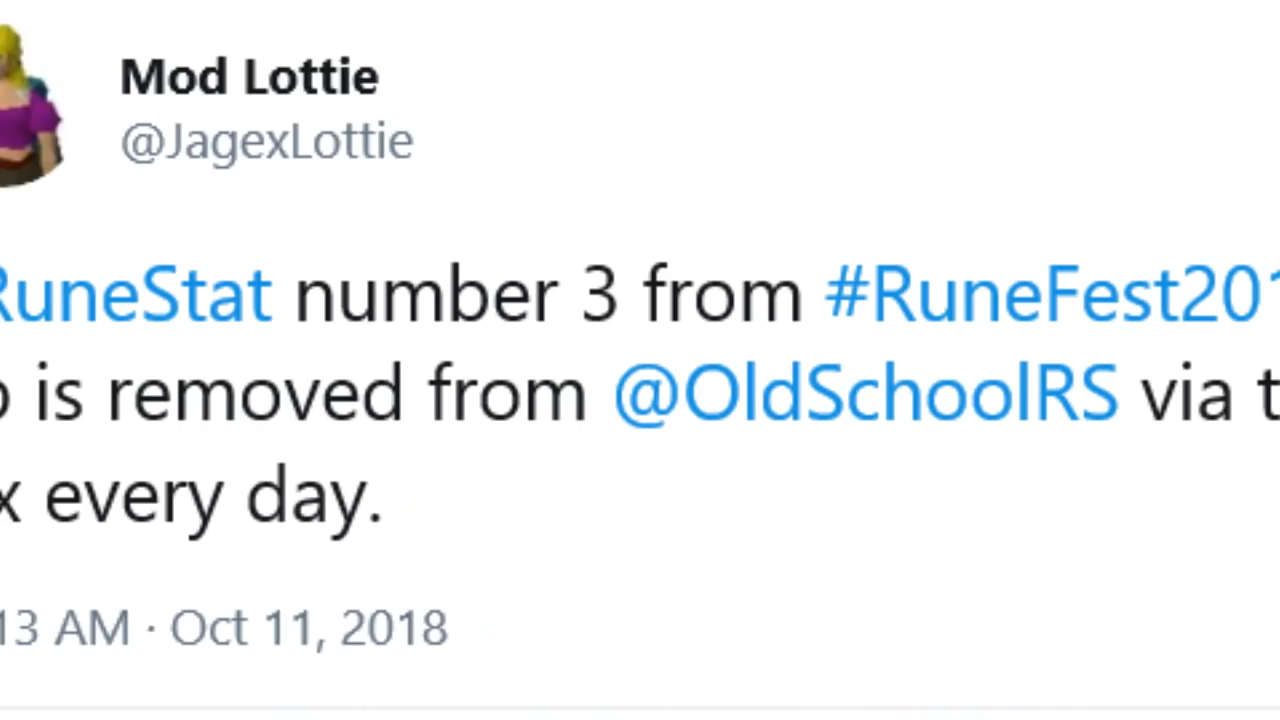 Mod Lottie
@JagexLottie
RuneStat number 3 from #RuneFest201
is removed from @OldSchoolRS via t
x every day.
13 AM · Oct 11, 2018